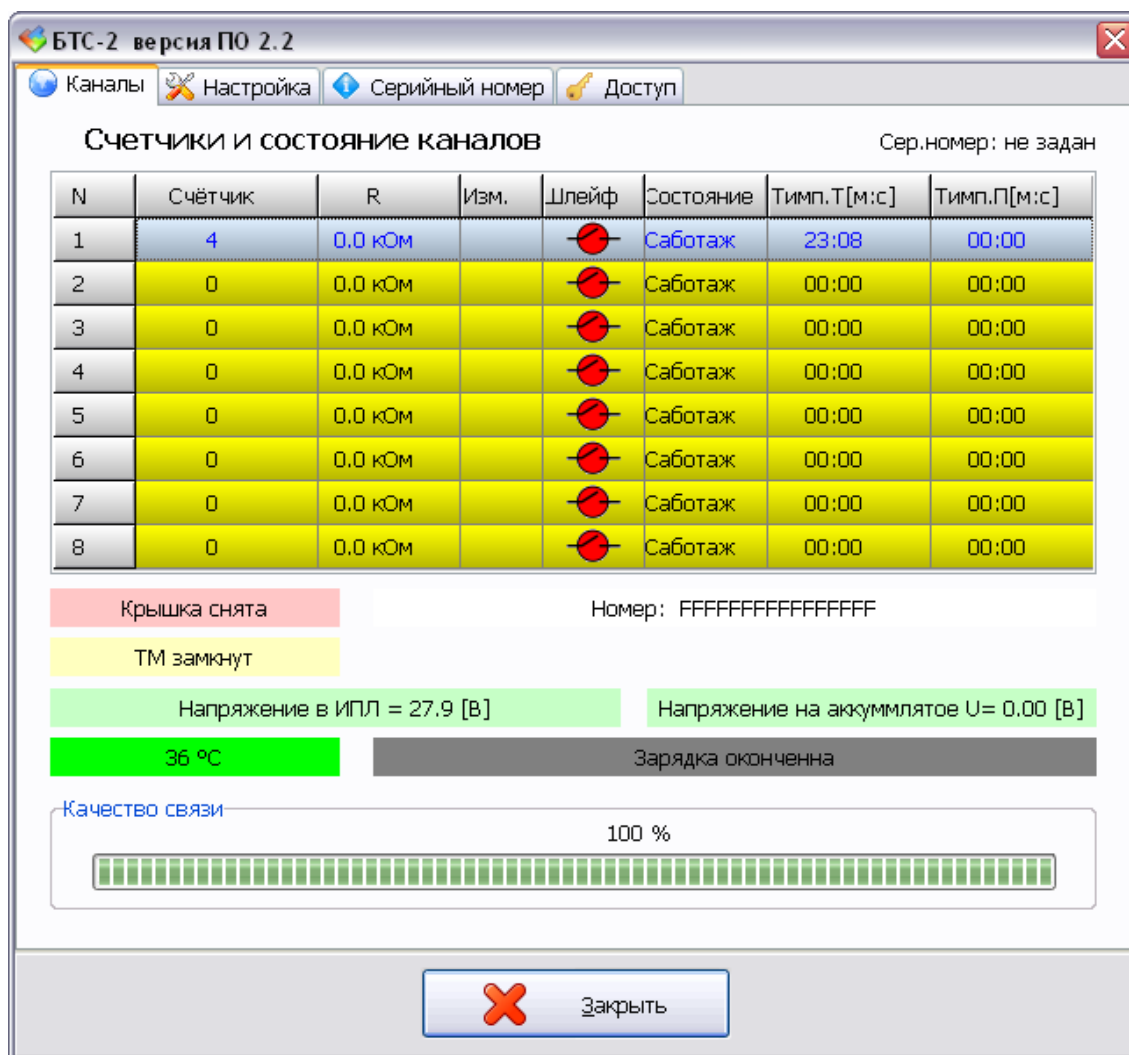 БТС-2 версия ПО 2.2
Каналы Настройка Серийный номер Доступ
Счетчики и состояние каналов Сер.номер: не задан
N Счётчик R Изм. Шлейф Состояние Тимп.Т[м:с] Тимп.П[м:с]
1 4 0.0 кОм Саботаж 23:08 00:00
2 0 0.0 кОм Саботаж 00:00 00:00
3 0 0.0 кОм Саботаж 00:00 00:00
4 0 0.0 кОм Саботаж 00:00 00:00
5 0 0.0 кОм Саботаж 00:00 00:00
6 0 0.0 кОм Саботаж 00:00 00:00
7 0 0.0 кОм Саботаж 00:00 00:00
8 0 0.0 кОм Саботаж 00:00 00:00
Крышка снята Номер: FFFFFFFFFFFFFFFF
ТМ замкнут
Напряжение в ИПЛ = 27.9 [В] Напряжение на аккуммлятое U= 0.00 [В]
36 ºС Зарядка оконченна
Качество связи
100 %
Закрыть